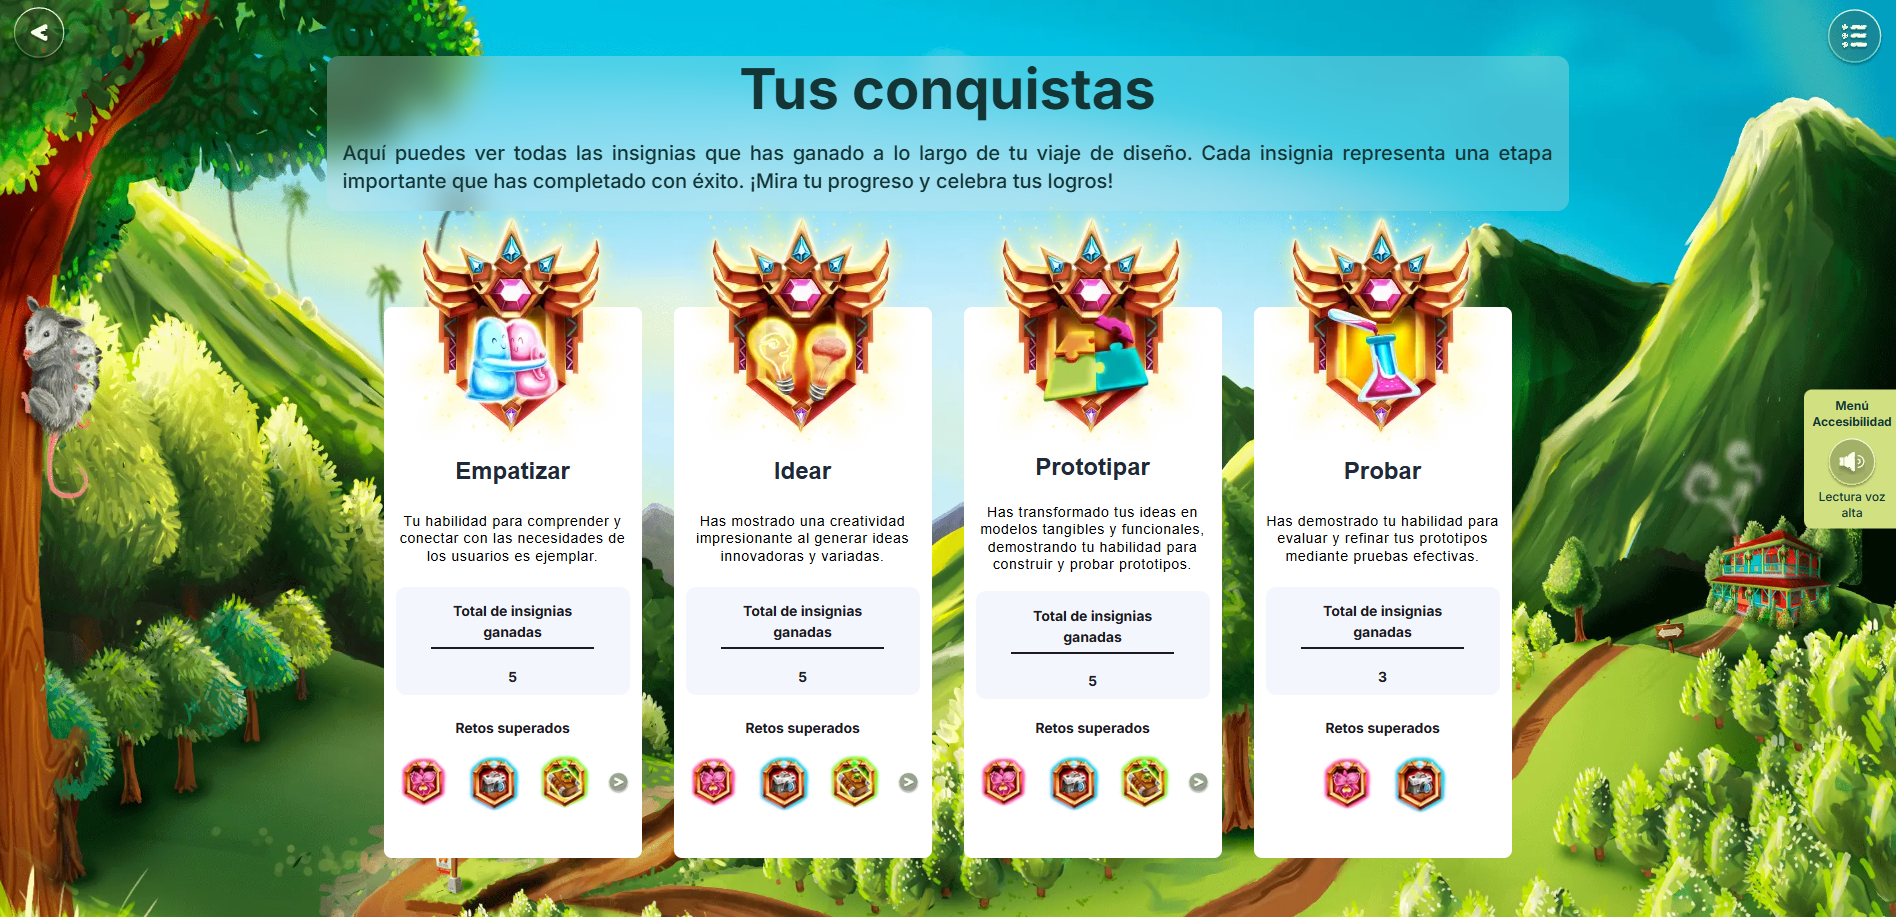 Tus conquistas
Aquí puedes ver todas las insignias que has ganado a lo largo de tu viaje de diseño. Cada insignia representa una etapa
importante que has completado con éxito. ¡Mira tu progreso y celebra tus logros!
Empatizar
Tu habilidad para comprender y
conectar con las necesidades de
los usuarios es ejemplar.
Total de insignias
ganadas
5
Retos superados
>
Idear
Has mostrado una creatividad
impresionante al generar ideas
innovadoras y variadas.
Total de insignias
ganadas
5
Retos superados
>
Prototipar
Has transformado tus ideas en
modelos tangibles y funcionales,
demostrando tu habilidad para
construir y probar prototipos.
Total de insignias
ganadas
5
Retos superados
>
Probar
Has demostrado tu habilidad para
evaluar y refinar tus prototipos
mediante pruebas efectivas.
Total de insignias
ganadas
3
Retos superados
Menú
Accesibilidad
Lectura voz
alta